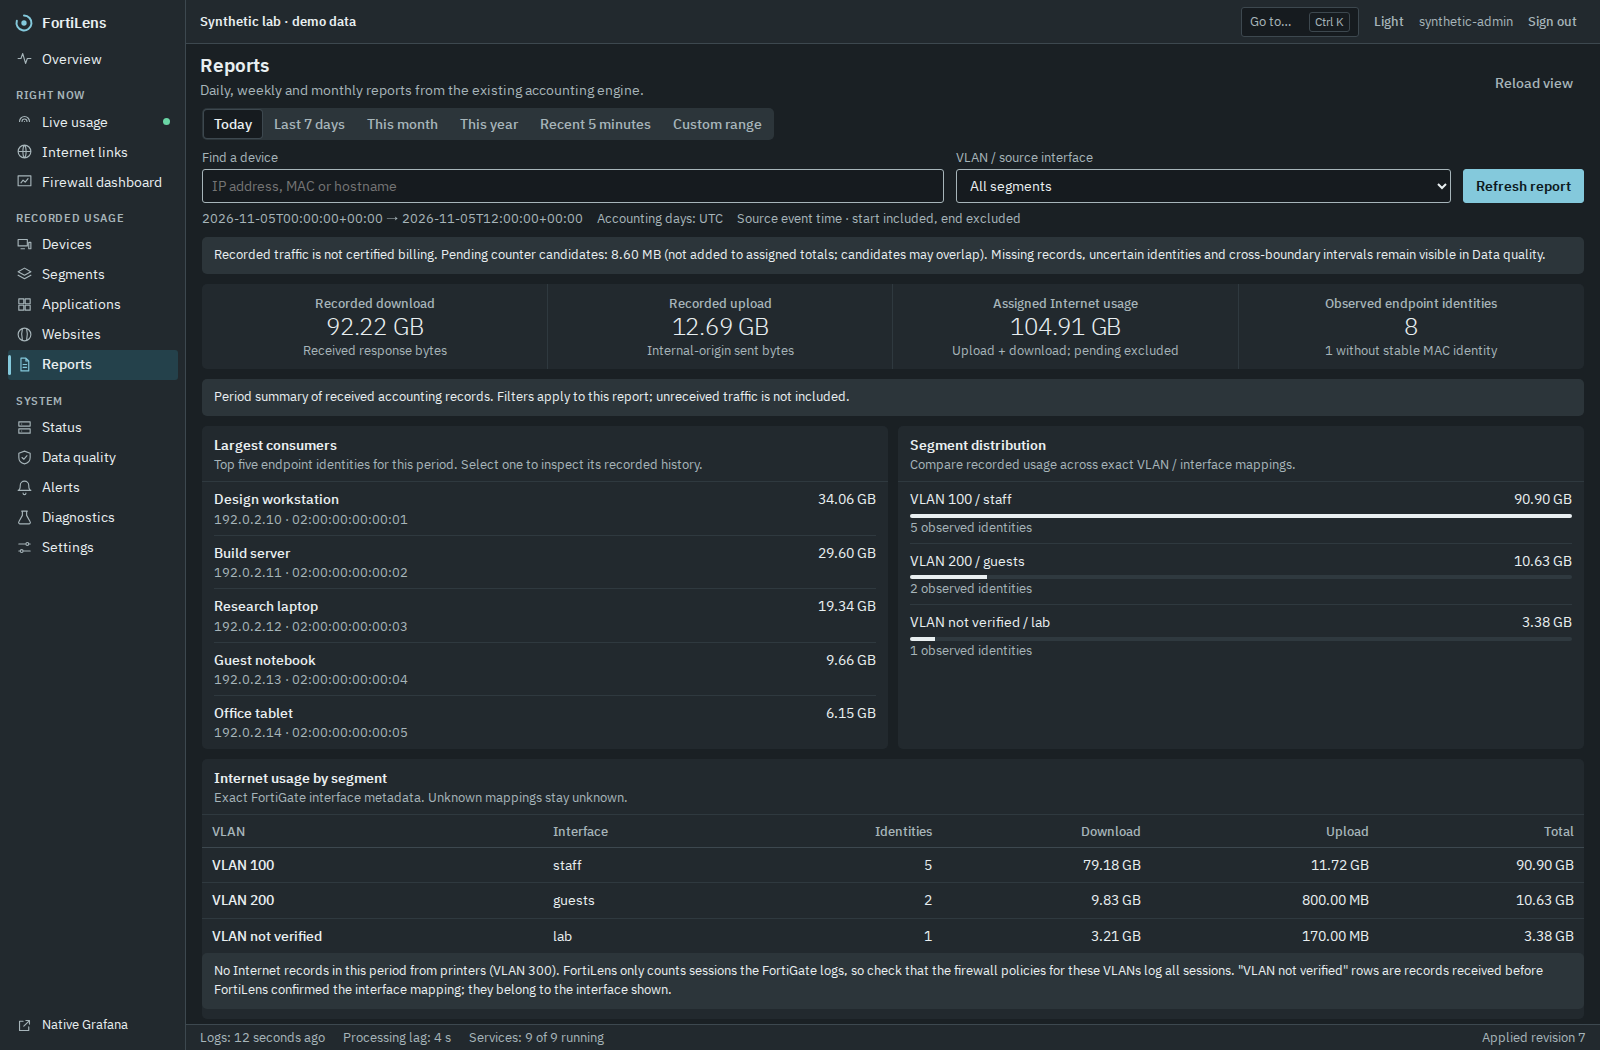 FortiLens
Synthetic lab · demo data
Go to... Ctrl K Light synthetic-admin Sign out
Overview
RIGHT NOW
Live usage
Internet links
Firewall dashboard
RECORDED USAGE
Devices
Segments
Applications
Websites
Reports
SYSTEM
Status
Data quality
Alerts
Diagnostics
Settings
Native Grafana
Reports
Daily, weekly and monthly reports from the existing accounting engine.
Reload view
Today Last 7 days This month This year Recent 5 minutes Custom range
Find a device VLAN / source interface
IP address, MAC or hostname All segments Refresh report
2026-11-05T00:00:00+00:00 → 2026-11-05T12:00:00+00:00 Accounting days: UTC Source event time · start included, end excluded
Recorded traffic is not certified billing. Pending counter candidates: 8.60 MB (not added to assigned totals; candidates may overlap). Missing records, uncertain identities and cross-boundary intervals remain visible in Data quality.
Recorded download Recorded upload Assigned Internet usage Observed endpoint identities
92.22 GB 12.69 GB 104.91 GB 8
Received response bytes Internal-origin sent bytes Upload + download; pending excluded 1 without stable MAC identity
Period summary of received accounting records. Filters apply to this report; unreceived traffic is not included.
Largest consumers
Top five endpoint identities for this period. Select one to inspect its recorded history.
Design workstation 34.06 GB
192.0.2.10 · 02:00:00:00:00:01
Build server 29.60 GB
192.0.2.11 · 02:00:00:00:00:02
Research laptop 19.34 GB
192.0.2.12 · 02:00:00:00:00:03
Guest notebook 9.66 GB
192.0.2.13 · 02:00:00:00:00:04
Office tablet 6.15 GB
192.0.2.14 · 02:00:00:00:00:05
Segment distribution
Compare recorded usage across exact VLAN / interface mappings.
VLAN 100 / staff 90.90 GB
5 observed identities
VLAN 200 / guests 10.63 GB
2 observed identities
VLAN not verified / lab 3.38 GB
1 observed identities
Internet usage by segment
Exact FortiGate interface metadata. Unknown mappings stay unknown.
VLAN Interface Identities Download Upload Total
VLAN 100 staff 5 79.18 GB 11.72 GB 90.90 GB
VLAN 200 guests 2 9.83 GB 800.00 MB 10.63 GB
VLAN not verified lab 1 3.21 GB 170.00 MB 3.38 GB
No Internet records in this period from printers (VLAN 300). FortiLens only counts sessions the FortiGate logs, so check that the firewall policies for these VLANs log all sessions. "VLAN not verified" rows are records received before
FortiLens confirmed the interface mapping; they belong to the interface shown.
Logs: 12 seconds ago Processing lag: 4 s Services: 9 of 9 running Applied revision 7